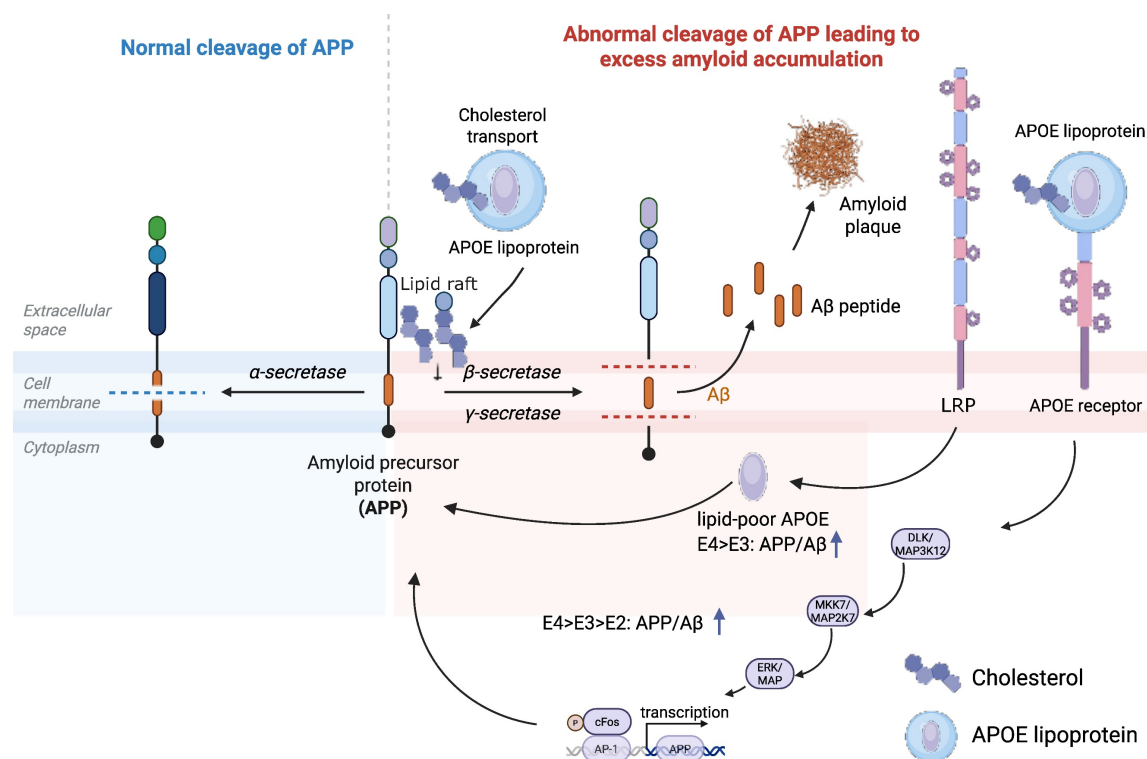 Normal cleavage of APP
Abnormal cleavage of APP leading to
excess amyloid accumulation
Cholesterol
transport
APOE lipoprotein
Lipid raft
Amyloid
plaque
Aβ peptide
APOE lipoprotein
Extracellular
space
Cell
membrane
Cytoplasm
α-secretase
β-secretase
γ-secretase
Aβ
LRP
APOE receptor
Amyloid precursor
protein
(APP)
lipid-poor APOE
E4>E3: APP/Aβ
DLK/
MAP3K12
MKK7/
MAP2K7
E4>E3>E2: APP/Aβ
ERK/
MAP
transcription
P
cFos
AP-1
APP
Cholesterol
APOE lipoprotein